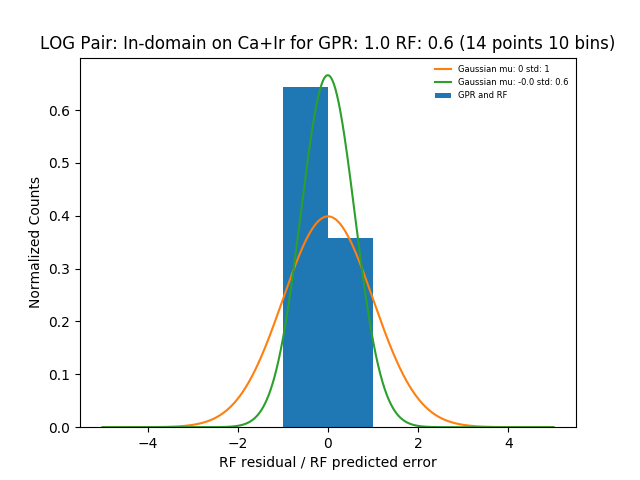 LOG Pair: In-domain on Ca+Ir for GPR: 1.0 RF: 0.6 (14 points 10 bins)
Gaussian mu: 0 std: 1
Gaussian mu: -0.0 std: 0.6
GPR and RF
Normalized Counts
0.6
0.5
0.4
0.3
0.2
0.1
0.0
−4 −2 0 2 4
RF residual / RF predicted error